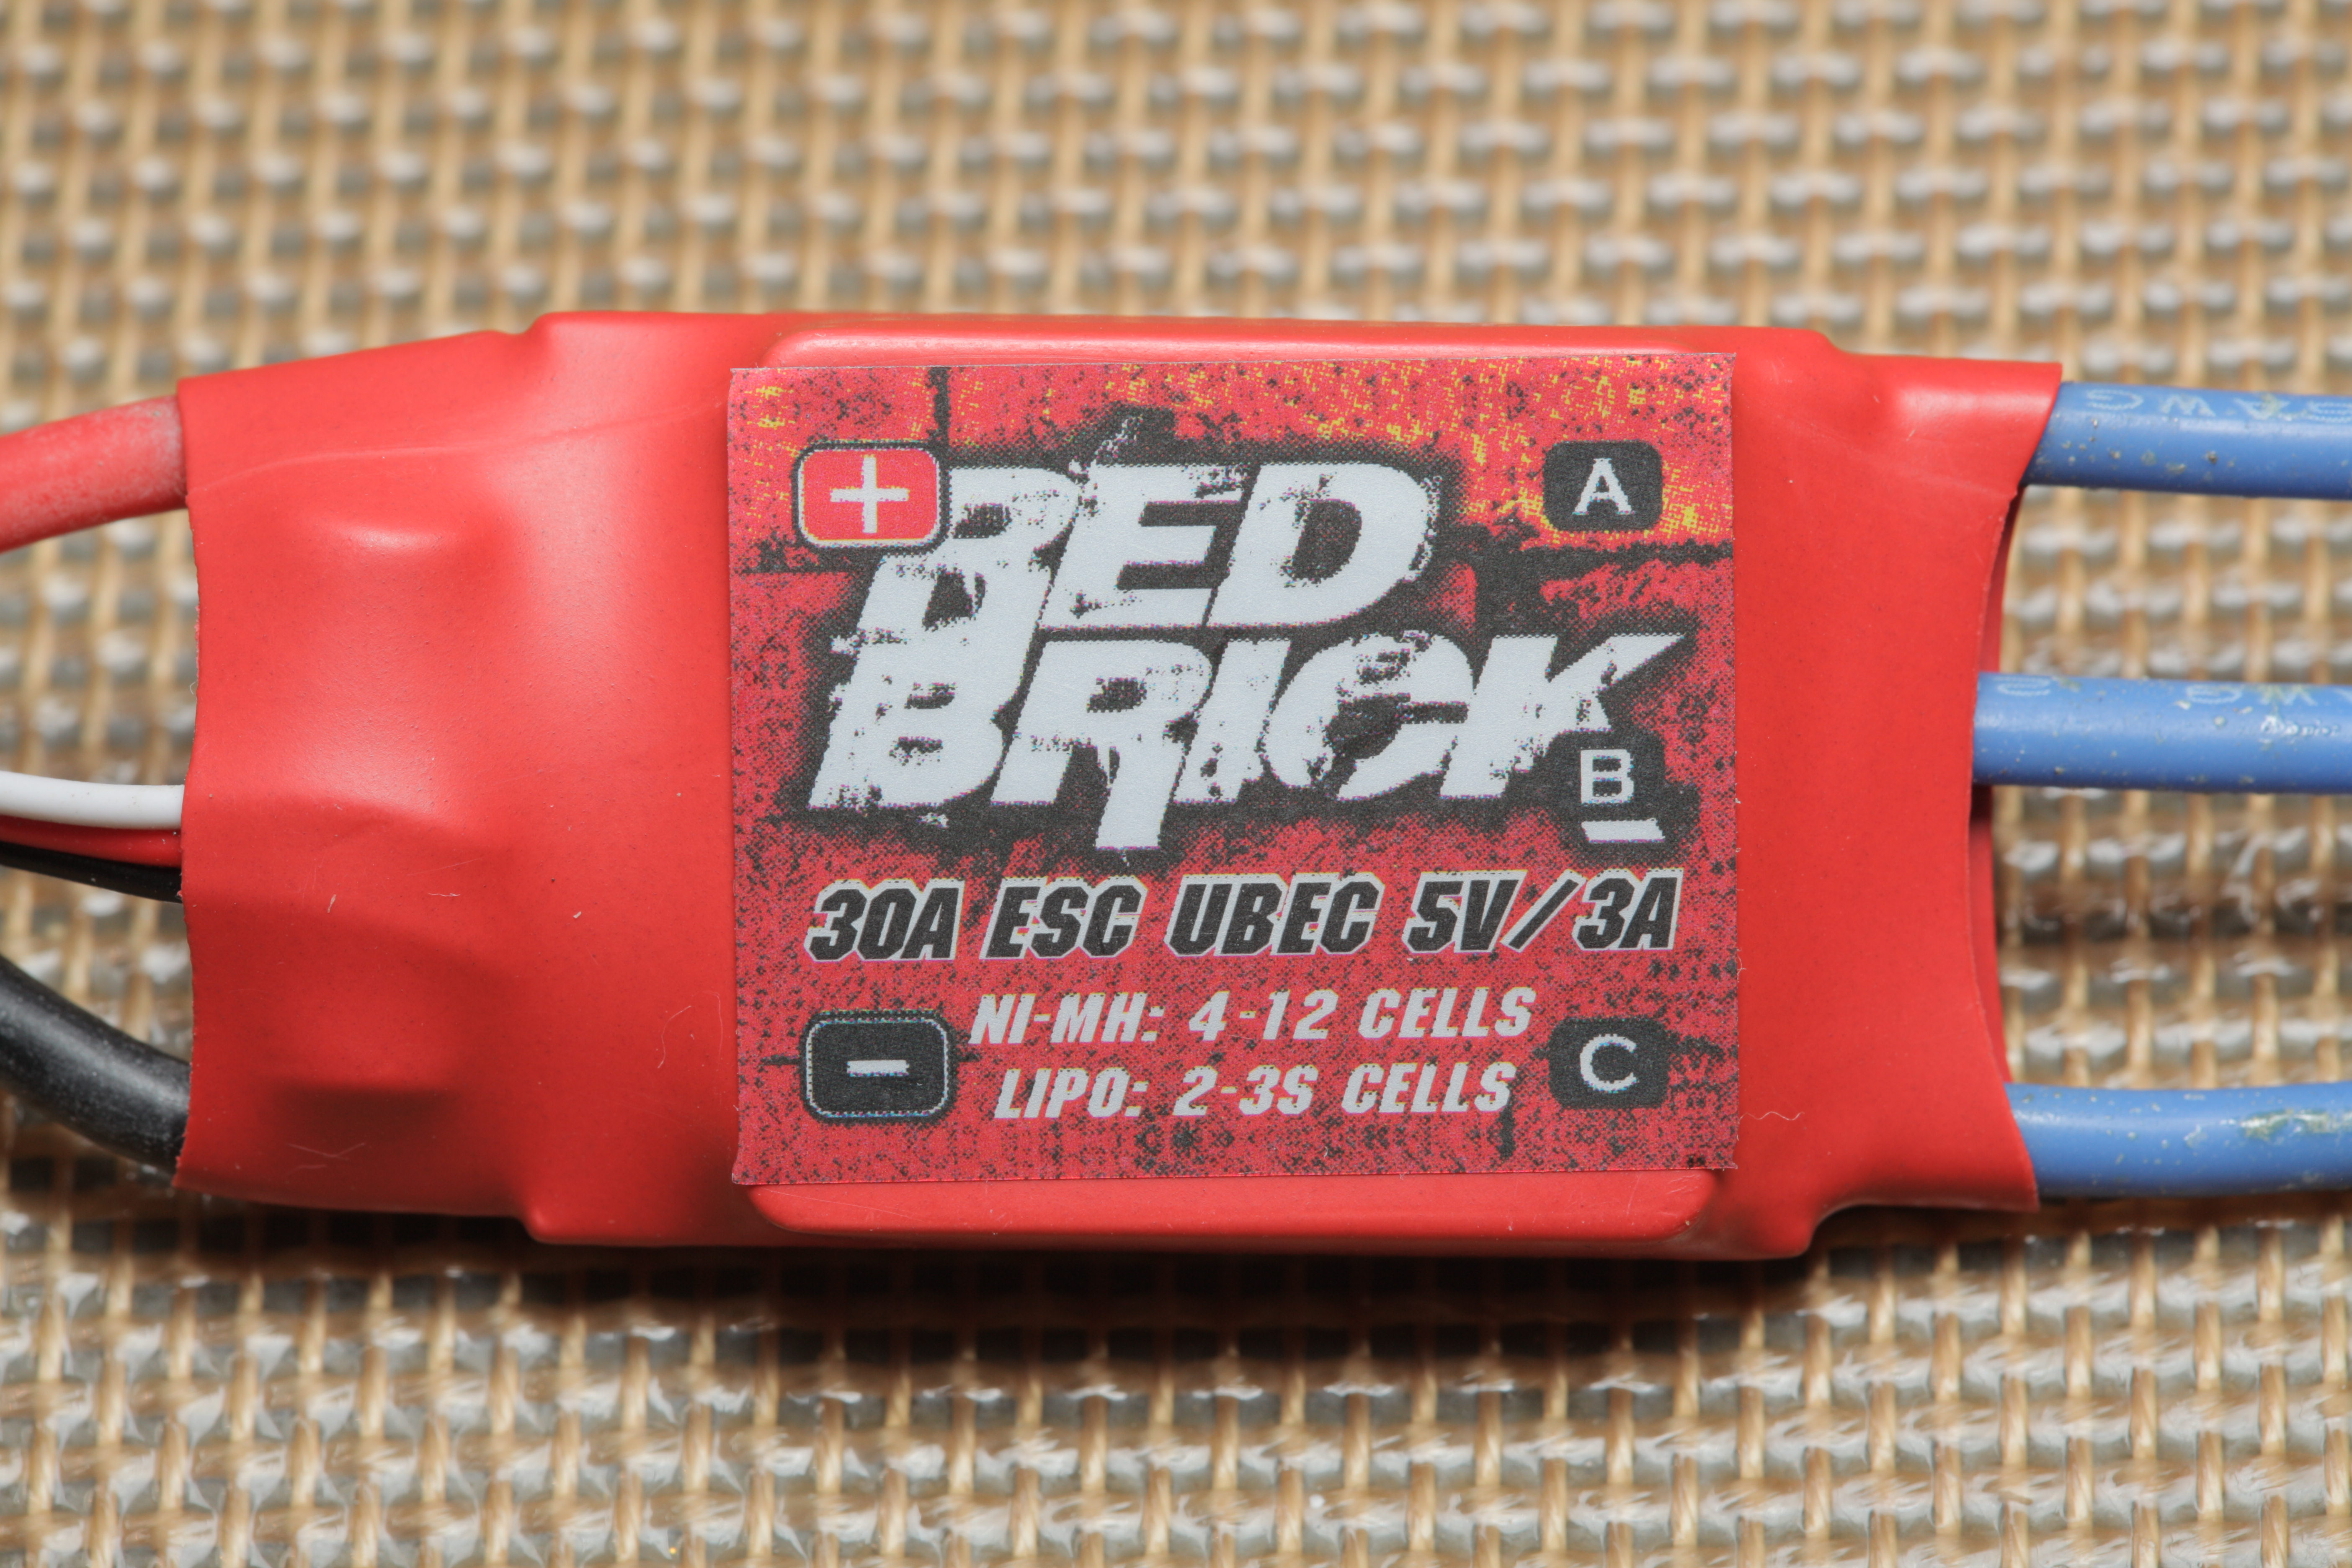 +
A
RED
BRICK
B
30A ESC UBEC 5V/3A
NI-MH: 4-12 CELLS
LIPO: 2-3S CELLS
-
C